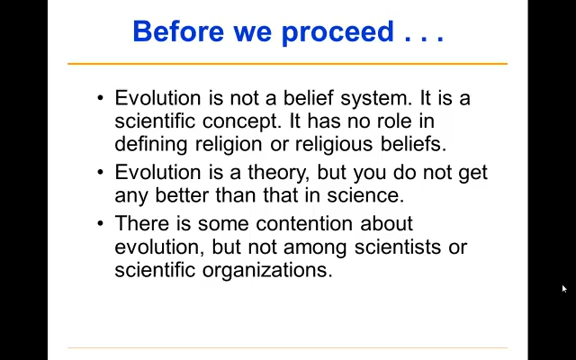 Before we proceed . . .
• Evolution is not a belief system. It is a
scientific concept. It has no role in
defining religion or religious beliefs.
• Evolution is a theory, but you do not get
any better than that in science.
• There is some contention about
evolution, but not among scientists or
scientific organizations.